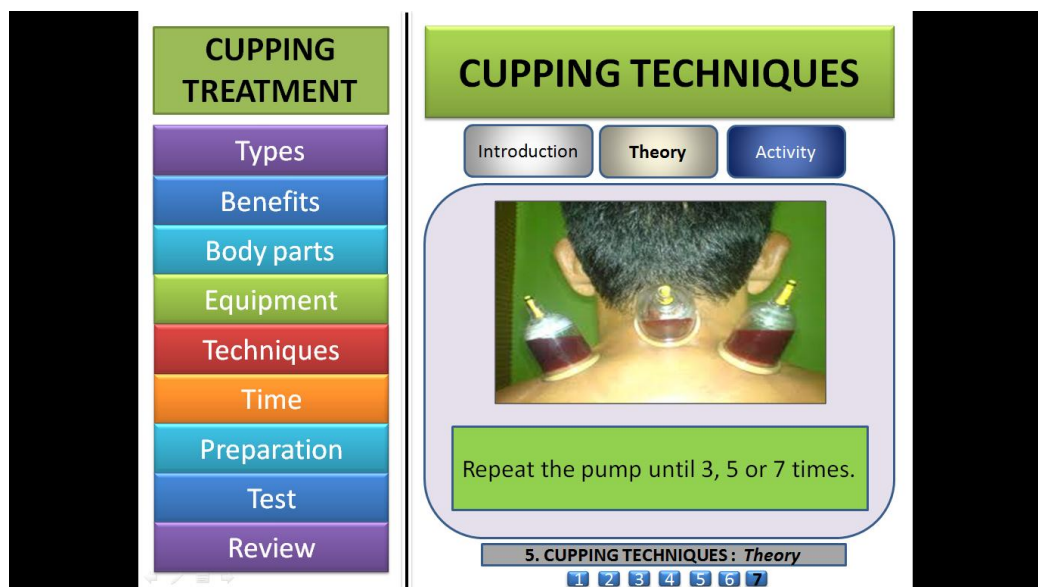 CUPPING
TREATMENT
Types
Benefits
Body parts
Equipment
Techniques
Time
Preparation
Test
Review
CUPPING TECHNIQUES
Introduction
Theory
Activity
Repeat the pump until 3, 5 or 7 times.
5. CUPPING TECHNIQUES : Theory
1 2 3 4 5 6 7